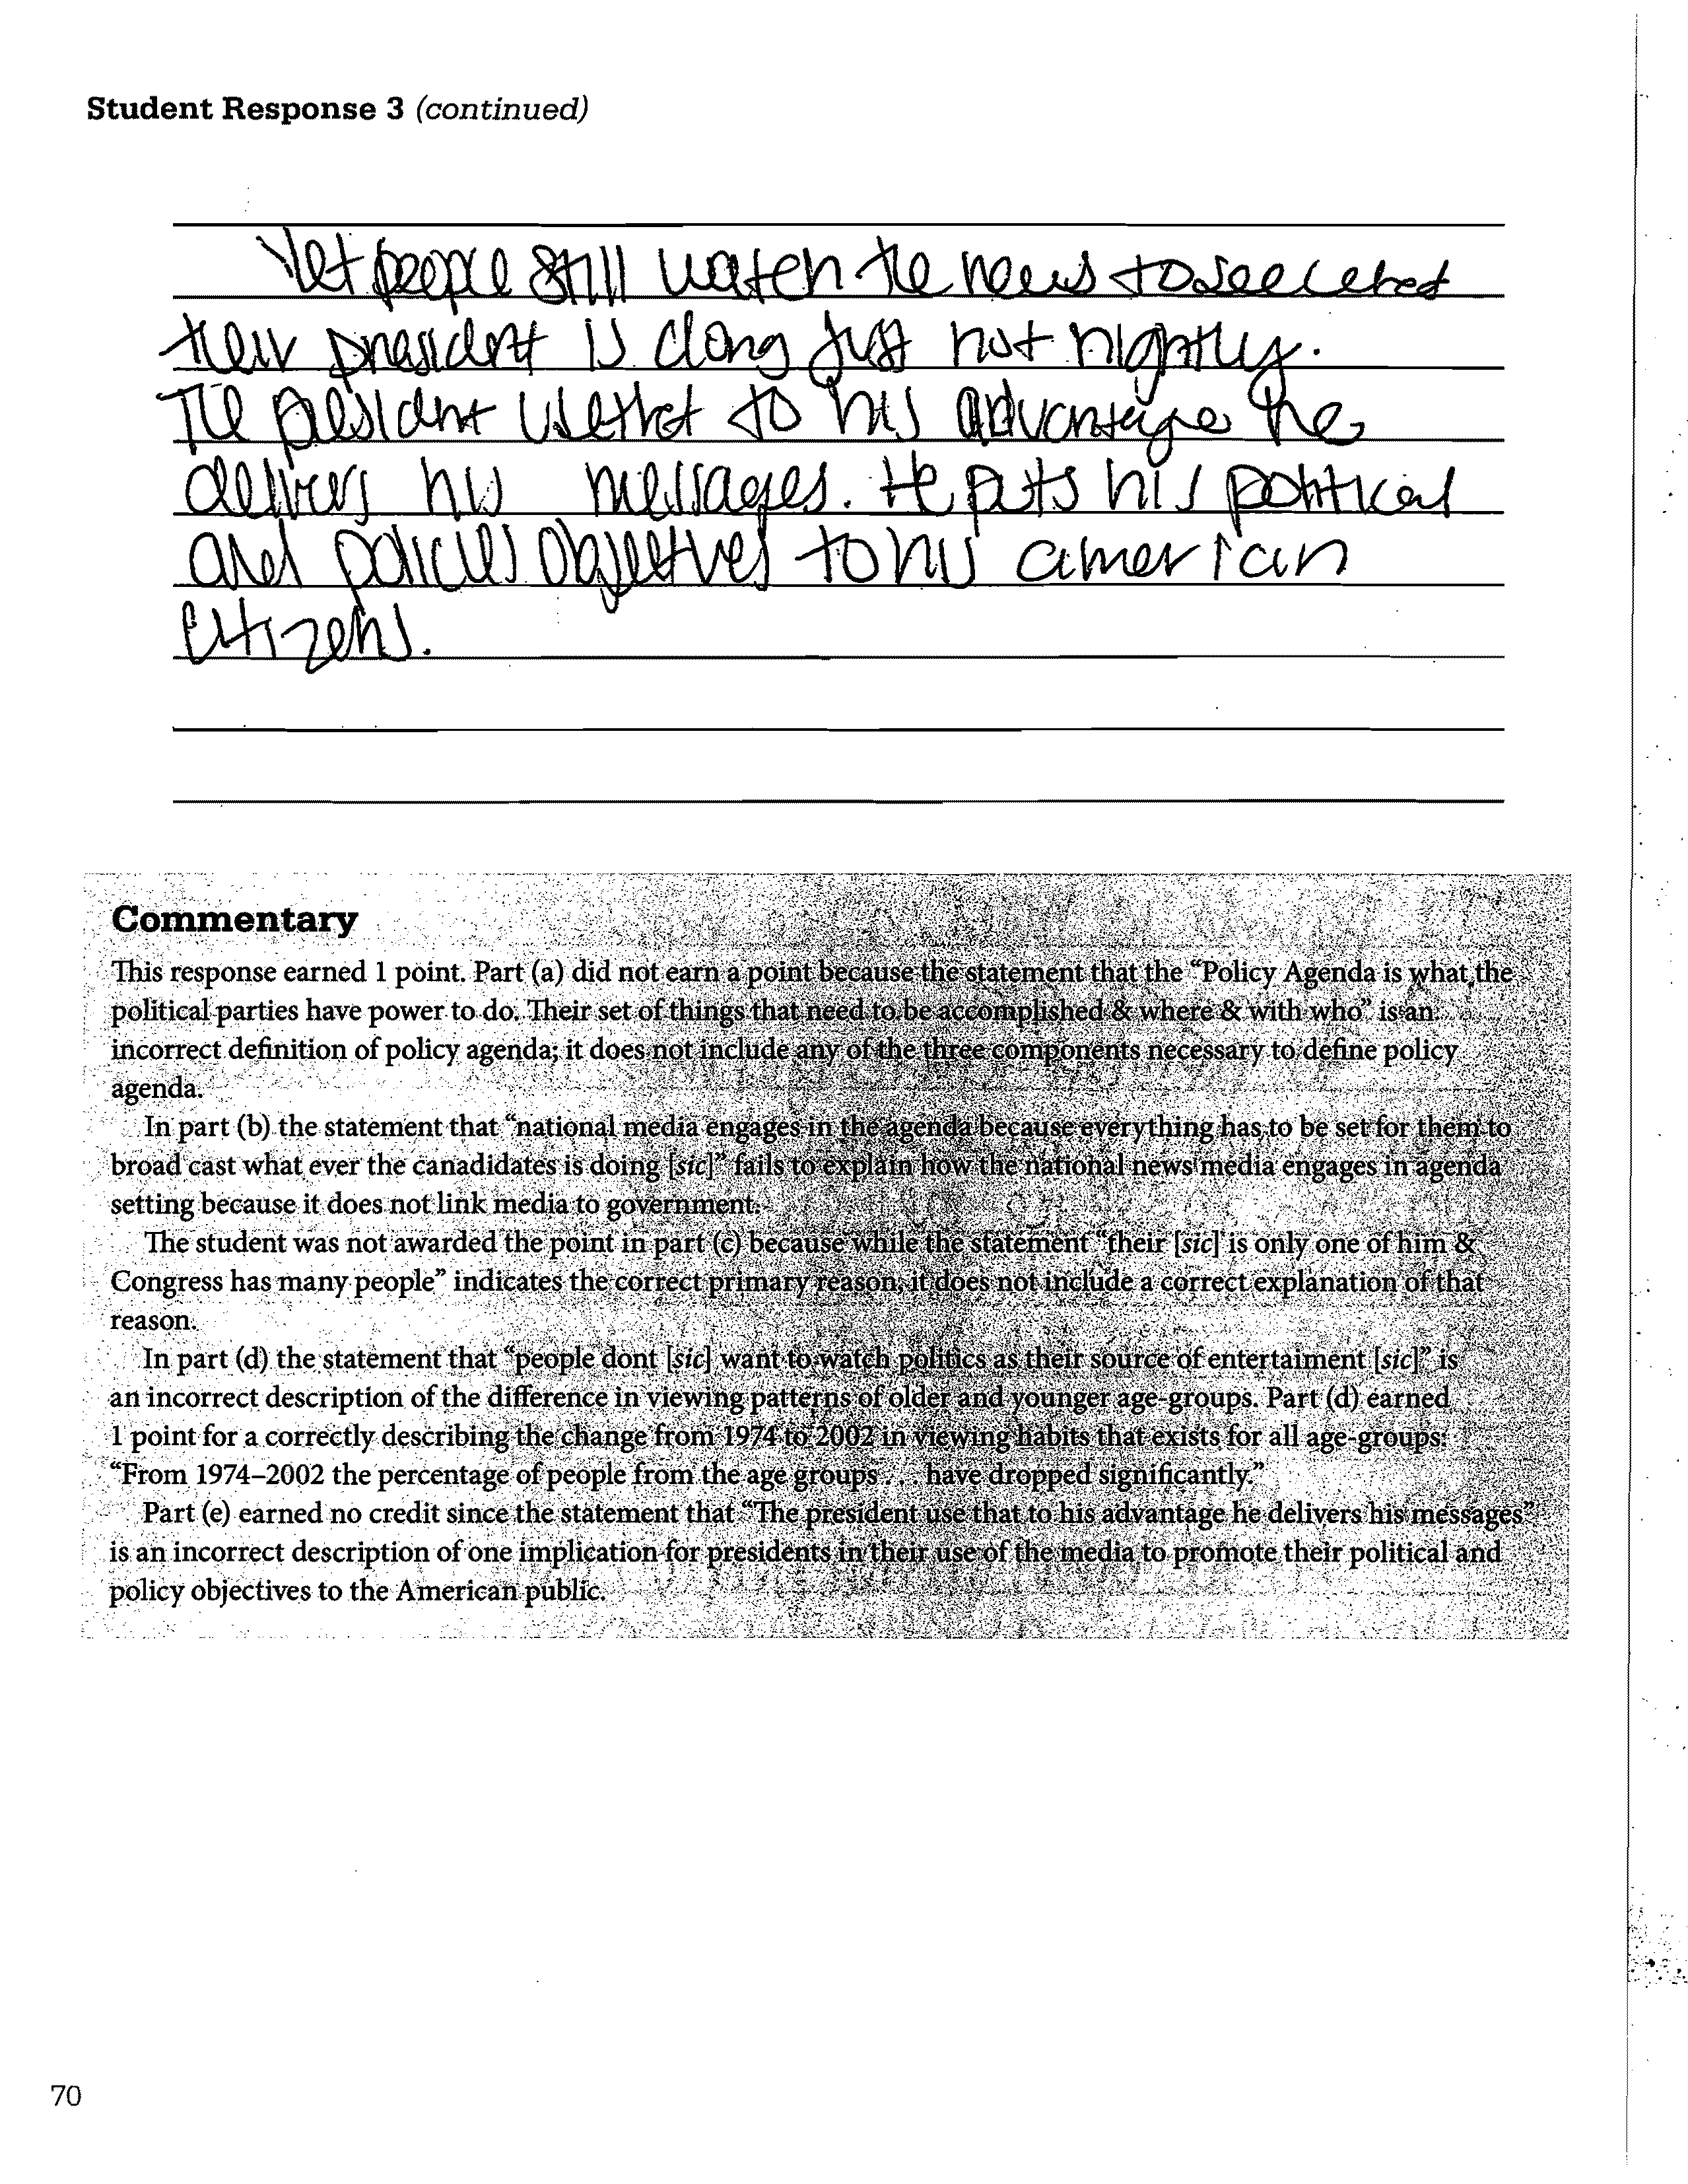 Student Response 3 (continued)
Yet people still watch the news to see
their president is doing just not nightly.
The president use that to his advantage he
delivers his messages. He puts his political
and policies objectives to his american
citizens.
Commentary
This response earned 1 point. Part (a) did not earn a point because the statement that the “Policy Agenda is what the
political parties have power to do. Their set of things that need to be accomplished & where & with who” is an
incorrect definition of policy agenda; it does not include any of the three components necessary to define policy
agenda.
In part (b) the statement that “national media engages in the agenda because everything has to be set for them to
broad cast what ever the canadidates is doing [sic]” fails to explain how the national news media engages in agenda
setting because it does not link media to government.
The student was not awarded the point in part (c) because while the statement “their [sic] is only one of him &
Congress has many people” indicates the correct primary reason, it does not include a correct explanation of that
reason.
In part (d) the statement that “people dont [sic] want to watch politics as their source of entertaiment [sic]” is
an incorrect description of the difference in viewing patterns of older and younger age-groups. Part (d) earned
1 point for a correctly describing the change from 1974 to 2002 in viewing habits that exists for all age-groups:
“From 1974–2002 the percentage of people from the age groups . . . have dropped significantly.”
Part (e) earned no credit since the statement that “The president use that to his advantage he delivers his messages”
is an incorrect description of one implication for presidents in their use of the media to promote their political and
policy objectives to the American public.
70